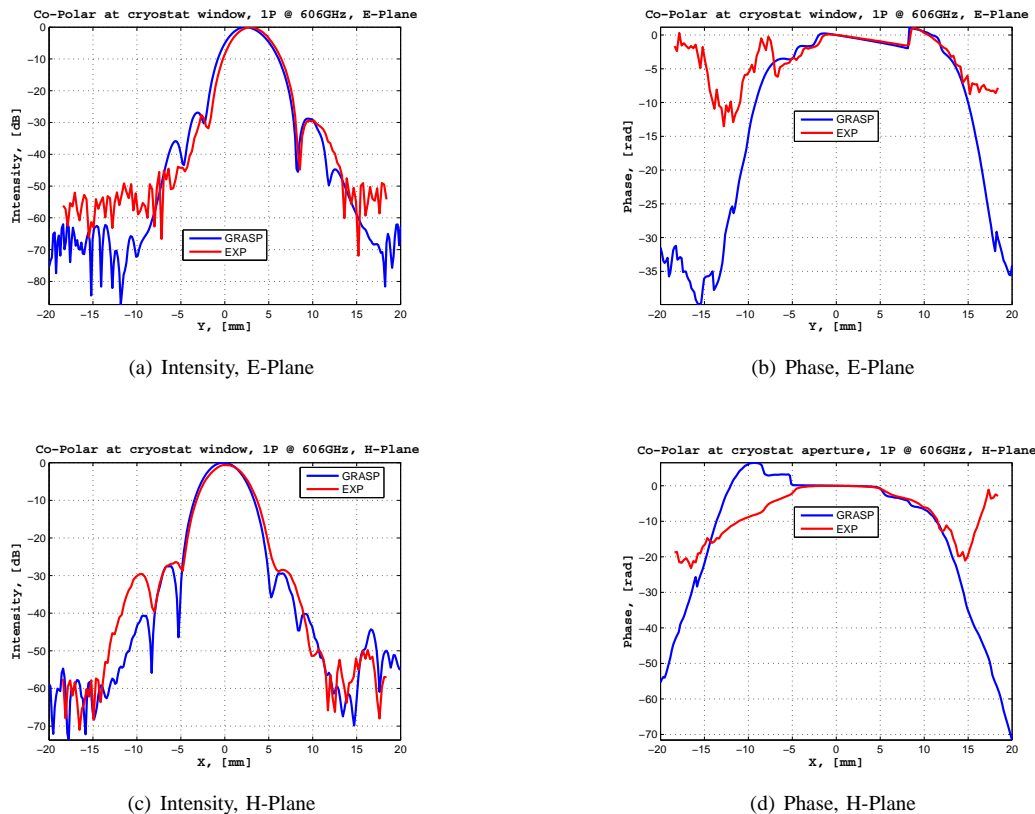 Co-Polar at cryostat window, 1P @ 606GHz, E-Plane
0
−10
−20
−30
−40
−50
−60
−70
−80
Intensity, [dB]
GRASP
EXP
−20 −15 −10 −5 0 5 10 15 20
Y, [mm]
(a) Intensity, E-Plane
Co-Polar at cryostat window, 1P @ 606GHz, E-Plane
0
−5
−10
−15
−20
−25
−30
−35
Phase, [rad]
GRASP
EXP
−20 −15 −10 −5 0 5 10 15 20
Y, [mm]
(b) Phase, E-Plane
Co-Polar at cryostat window, 1P @ 606GHz, H-Plane
0
−10
−20
−30
−40
−50
−60
−70
Intensity, [dB]
GRASP
EXP
−20 −15 −10 −5 0 5 10 15 20
X, [mm]
(c) Intensity, H-Plane
Co-Polar at cryostat aperture, 1P @ 606GHz, H-Plane
0
−10
−20
−30
−40
−50
−60
−70
Phase, [rad]
GRASP
EXP
−20 −15 −10 −5 0 5 10 15 20
X, [mm]
(d) Phase, H-Plane